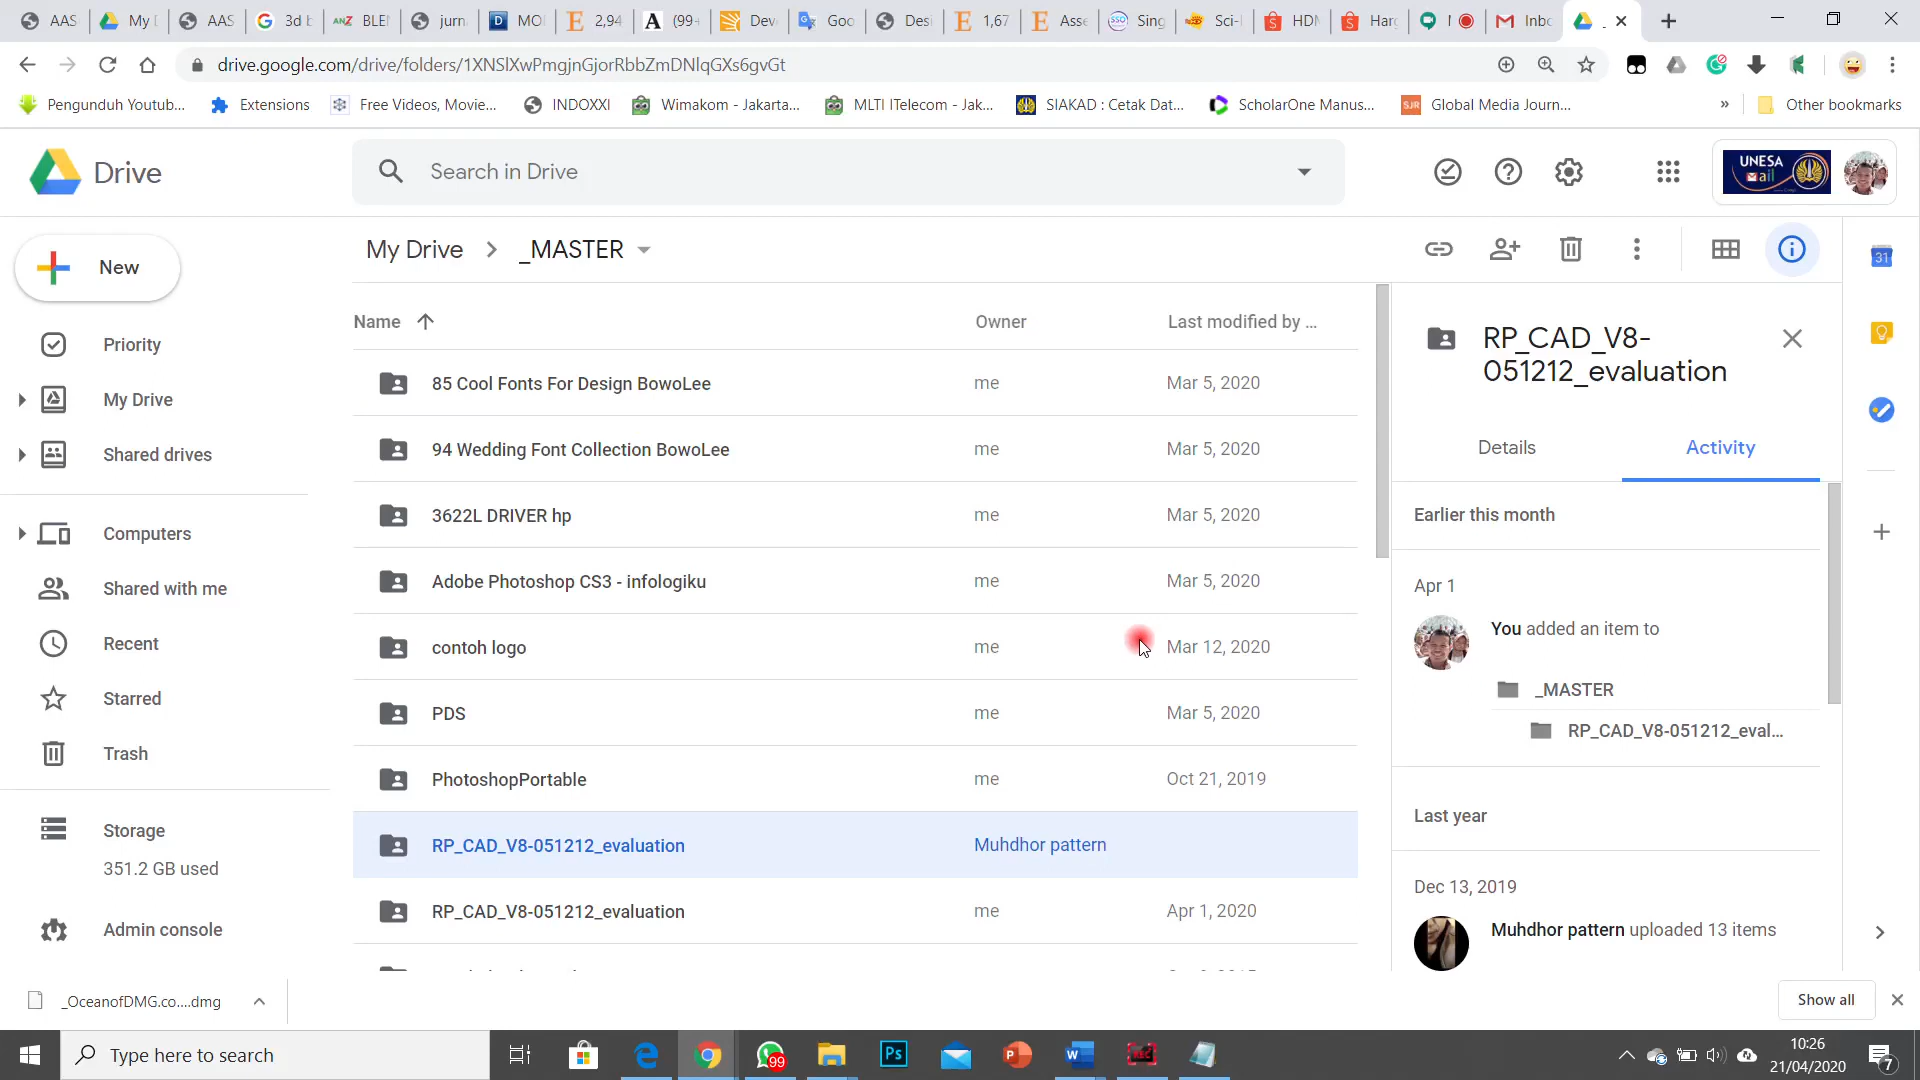 AAS
My D
AAS
3d b
BLEN
jurn
MO
2,94
(99+
Dev
Goo
Desi
1,67
Asse
Sing
Sci-
HDM
Harg
Inbc
drive.google.com/drive/folders/1XNSlXwPmgjnGjorRbbZmDNlqGXs6gvGt
Pengunduh Youtub...
Extensions
Free Videos, Movie...
INDOXXI
Wimakom - Jakarta...
MLTI ITelecom - Jak...
SIAKAD : Cetak Dat...
ScholarOne Manus...
SJR
Global Media Journ...
»
Other bookmarks
Drive
Search in Drive
UNESA
Mail
My Drive > _MASTER
New
Priority
My Drive
Shared drives
Computers
Shared with me
Recent
Starred
Trash
Storage
351.2 GB used
Admin console
Name Owner Last modified by ...
85 Cool Fonts For Design BowoLee me Mar 5, 2020
94 Wedding Font Collection BowoLee me Mar 5, 2020
3622L DRIVER hp me Mar 5, 2020
Adobe Photoshop CS3 - infologiku me Mar 5, 2020
contoh logo me Mar 12, 2020
PDS me Mar 5, 2020
PhotoshopPortable me Oct 21, 2019
RP_CAD_V8-051212_evaluation Muhdhor pattern
RP_CAD_V8-051212_evaluation me Apr 1, 2020
RP_CAD_V8-
051212_evaluation
Details Activity
Earlier this month
Apr 1
You added an item to
_MASTER
RP_CAD_V8-051212_eval...
Last year
Dec 13, 2019
Muhdhor pattern uploaded 13 items
31
_OceanofDMG.co....dmg
Show all
Type here to search
99
Ps
REC
10:26
21/04/2020
7